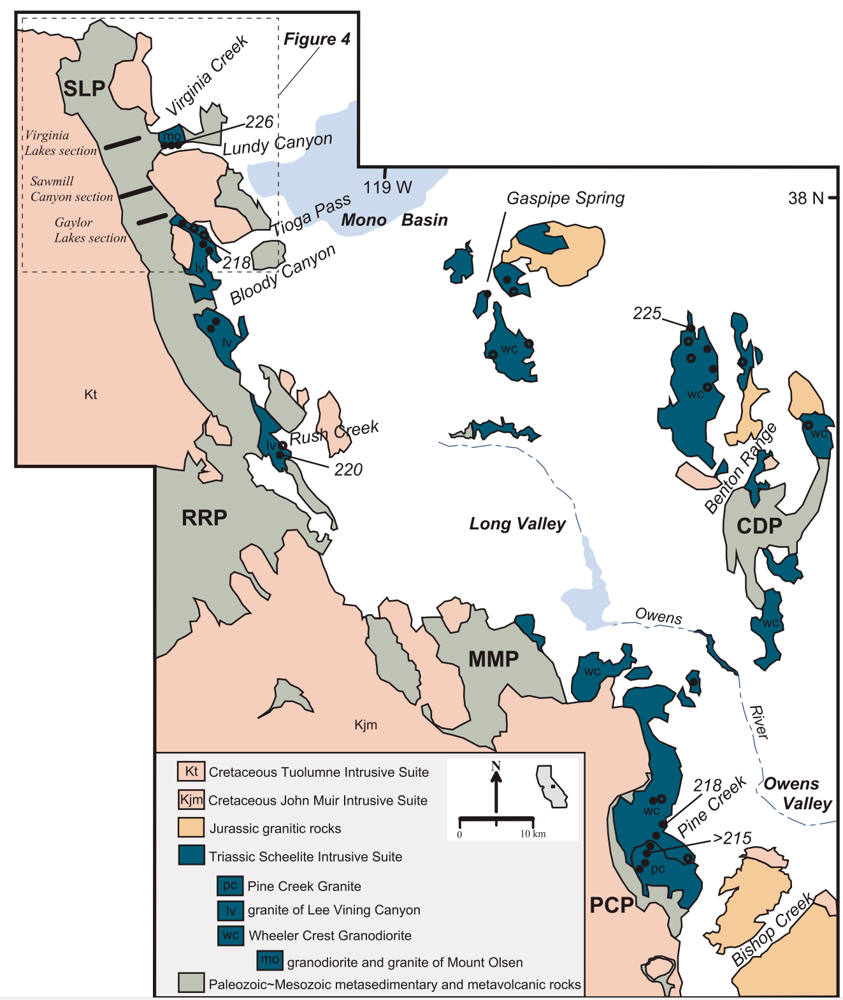 Figure 4
Virginia Creek
SLP
226
mo
Virginia
Lakes section
Lundy Canyon
Sawmill
Canyon section
119 W
38 N
Gaspipe Spring
Tioga Pass
Mono Basin
Gaylor
Lakes section
218
lv
Bloody Canyon
225
lv
wc
Kt
wc
Rush Creek
lv
wc
220
Benton Range
RRP
Long Valley
CDP
Owens
wc
MMP
wc
Kjm
River
218
Owens
Valley
wc
Pine Creek
>215
pc
PCP
Bishop Creek
Kt Cretaceous Tuolumne Intrusive Suite
Kjm Cretaceous John Muir Intrusive Suite
Jurassic granitic rocks
Triassic Scheelite Intrusive Suite
pc Pine Creek Granite
lv granite of Lee Vining Canyon
wc Wheeler Crest Granodiorite
mo granodiorite and granite of Mount Olsen
Paleozoic~Mesozoic metasedimentary and metavolcanic rocks
N
0 10 km